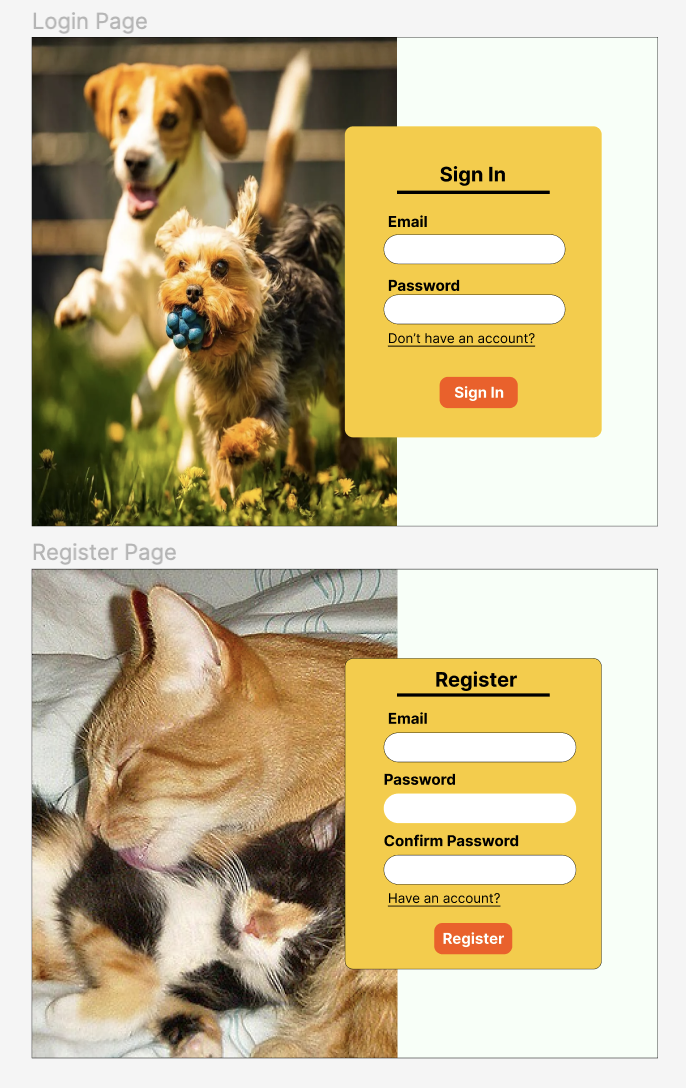 Login Page
Sign In
Email
Password
Don't have an account?
Sign In
Register Page
Register
Email
Password
Confirm Password
Have an account?
Register